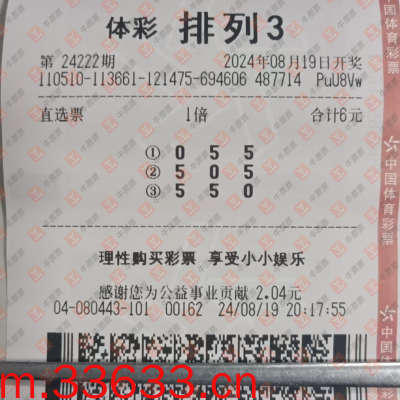 体彩 排列3
第 24222期 2024年08月19日开奖
110510-113661-121475-694606 487714 PuU8Vw
直选票 1倍 合计6元
① 0 5 5
② 5 0 5
③ 5 5 0
理性购买彩票 享受小小娱乐
感谢您为公益事业贡献 2.04元
04-080443-101 00162 24/08/19 20:17:55
m.33633.cn
中国体育彩票
中国体育彩